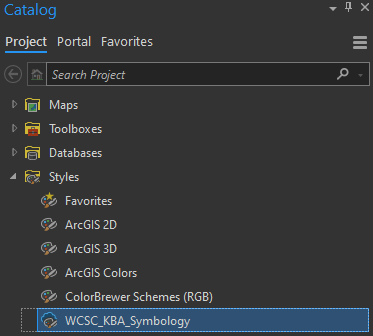 Catalog
Project Portal Favorites
Search Project
Maps
Toolboxes
Databases
Styles
Favorites
ArcGIS 2D
ArcGIS 3D
ArcGIS Colors
ColorBrewer Schemes (RGB)
WCSC_KBA_Symbology